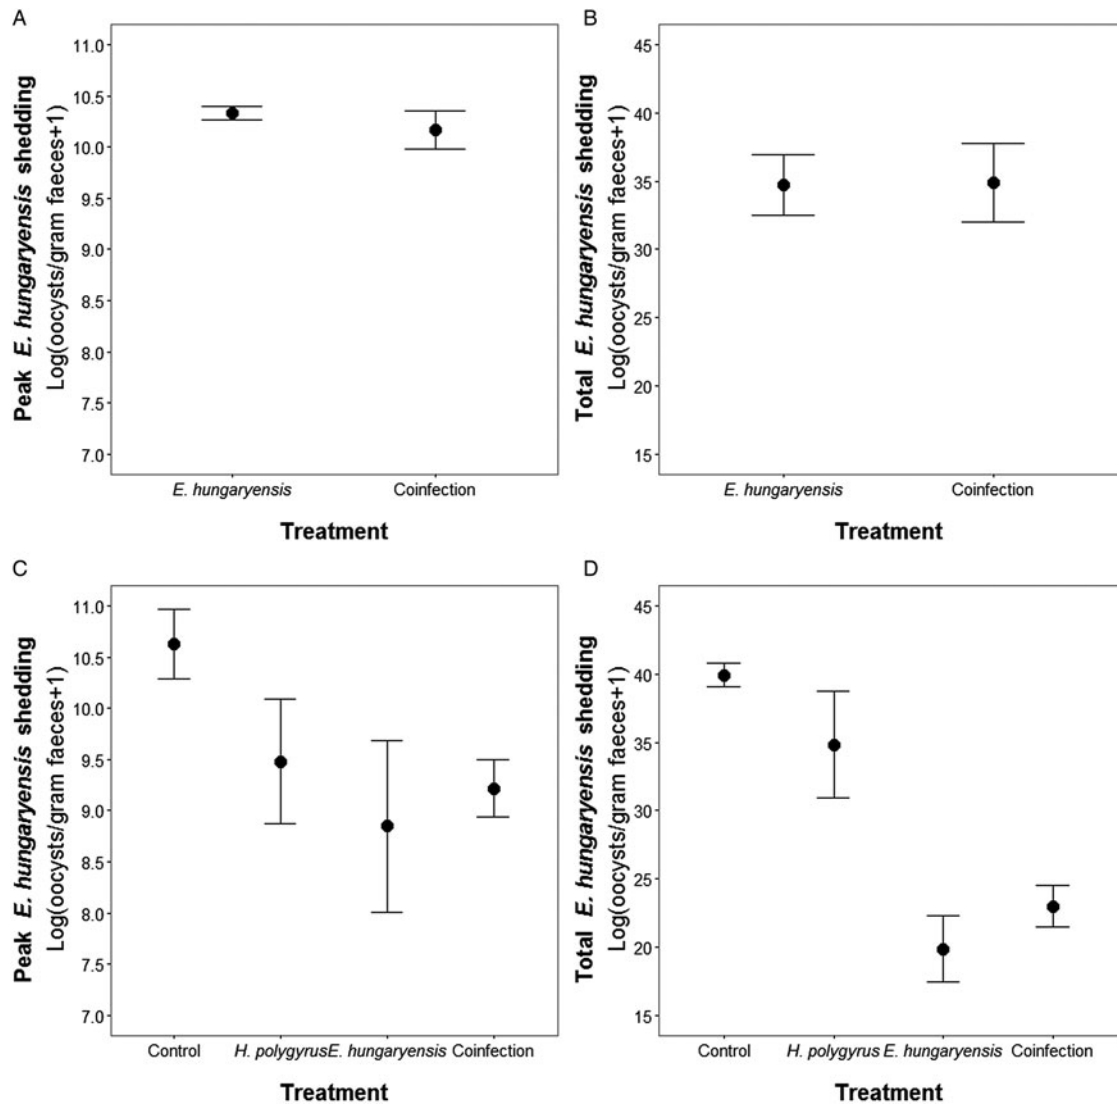 A
Peak E. hungaryensis shedding
Log(oocysts/gram faeces+1)
11.0
10.5
10.0
9.5
9.0
8.5
8.0
7.5
7.0
E. hungaryensis Coinfection
Treatment
B
Total E. hungaryensis shedding
Log(oocysts/gram faeces+1)
45
40
35
30
25
20
15
E. hungaryensis Coinfection
Treatment
C
Peak E. hungaryensis shedding
Log(oocysts/gram faeces+1)
11.0
10.5
10.0
9.5
9.0
8.5
8.0
7.5
7.0
Control H. polygyrus E. hungaryensis Coinfection
Treatment
D
Total E. hungaryensis shedding
Log(oocysts/gram faeces+1)
45
40
35
30
25
20
15
Control H. polygyrus E. hungaryensis Coinfection
Treatment